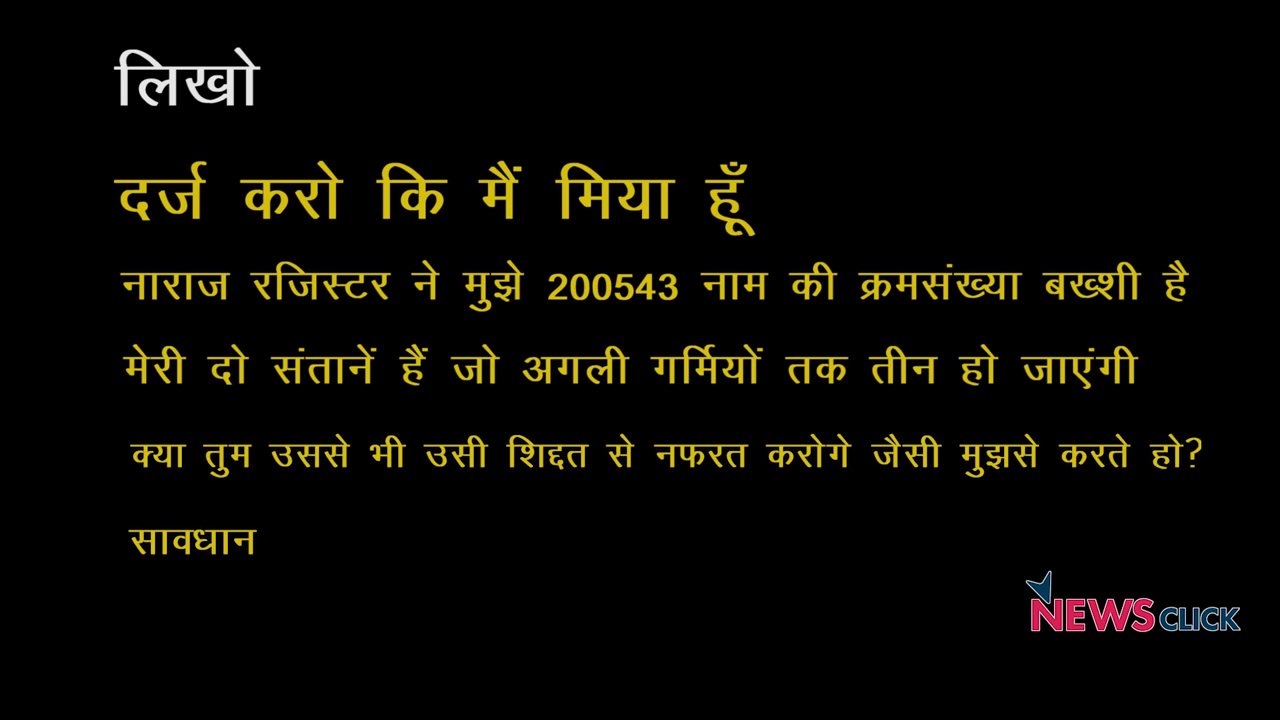 लिखो
दर्ज करो कि मैं मिया हूँ
नाराज रजिस्टर ने मुझे 200543 नाम की क्रमसंख्या बख्शी है
मेरी दो संतानें हैं जो अगली गर्मियों तक तीन हो जाएंगी
क्या तुम उससे भी उसी शिद्दत से नफरत करोगे जैसी मुझसे करते हो?
सावधान
NEWSCLICK